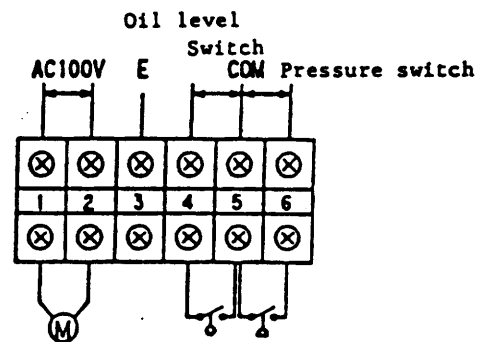 Oil level
Switch
AC100V E COM Pressure switch
1 2 3 4 5 6
M